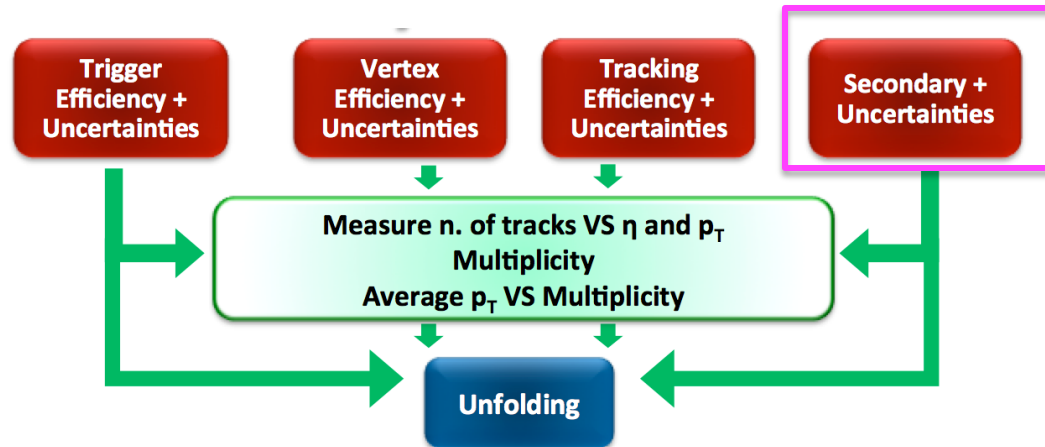 Trigger
Efficiency +
Uncertainties
Vertex
Efficiency +
Uncertainties
Tracking
Efficiency +
Uncertainties
Secondary +
Uncertainties
Measure n. of tracks VS η and pT
Multiplicity
Average pT VS Multiplicity
Unfolding